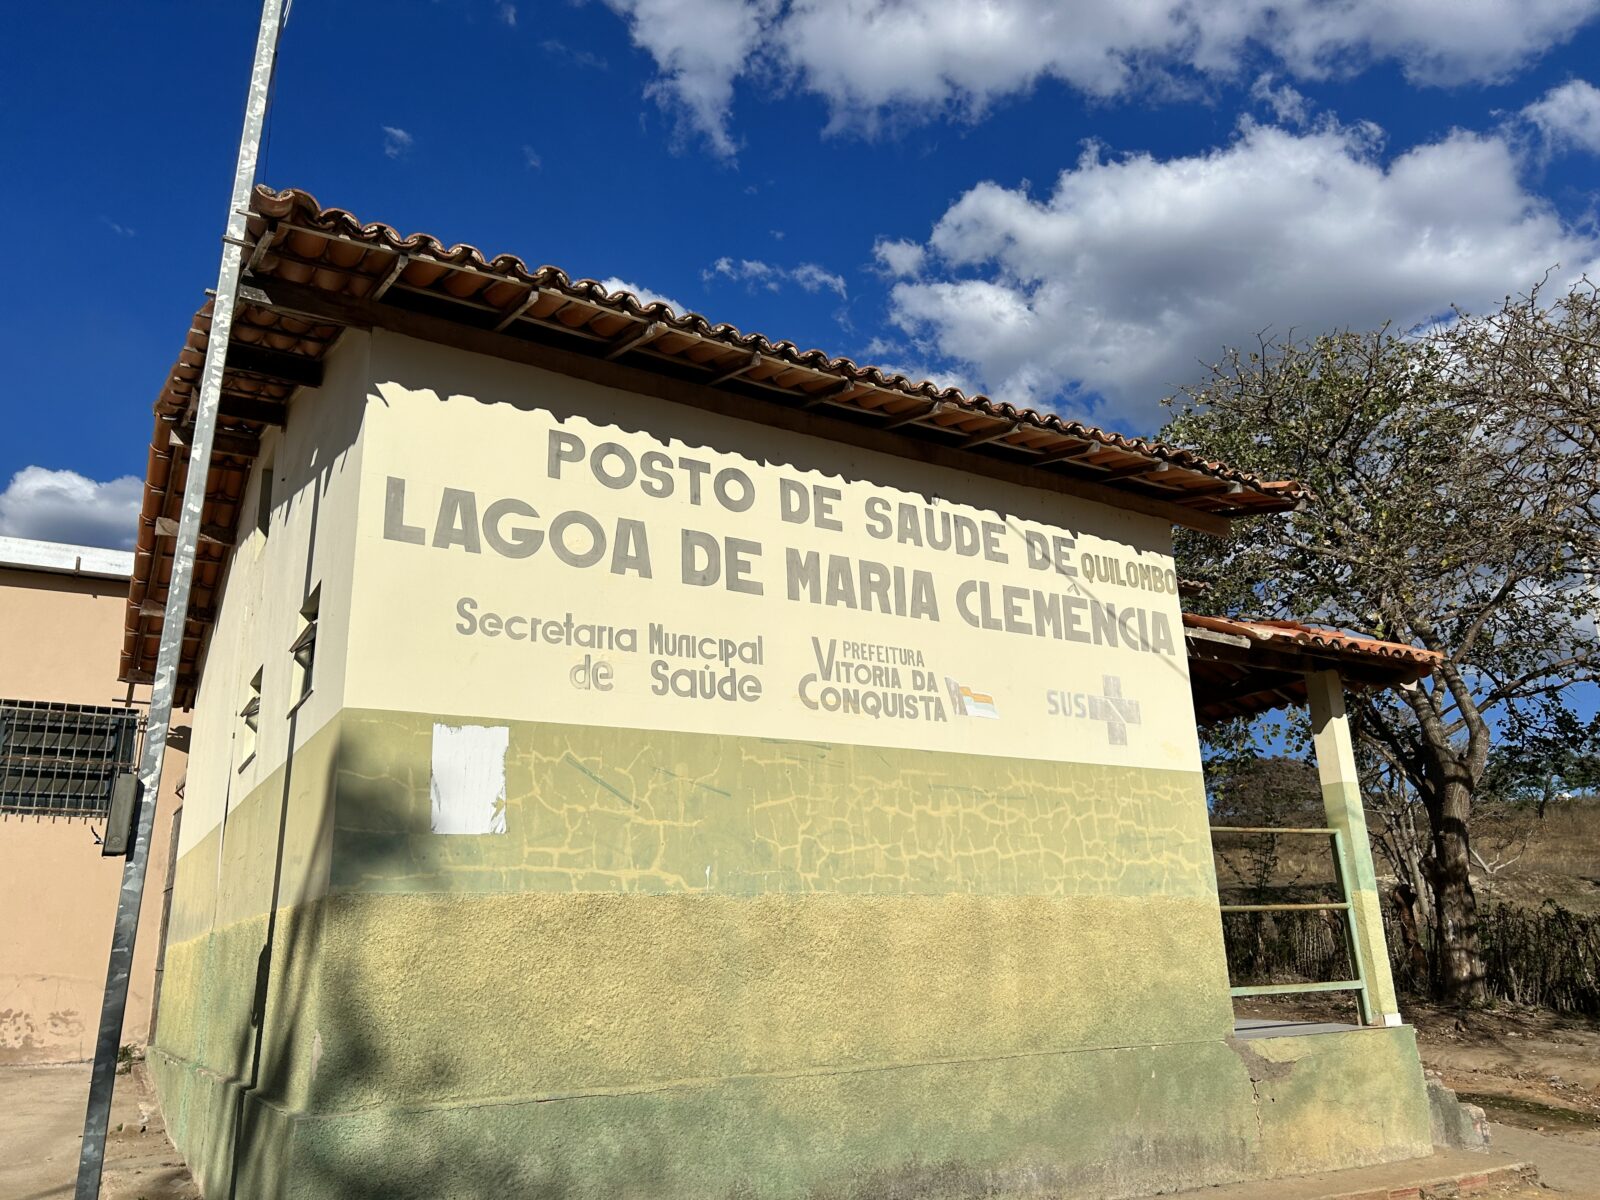 POSTO DE SAÚDE DE QUILOMBO
LAGOA DE MARIA CLEMÊNCIA
Secretaria Municipal
de Saúde
PREFEITURA
VITORIA DA
CONQUISTA
SUS